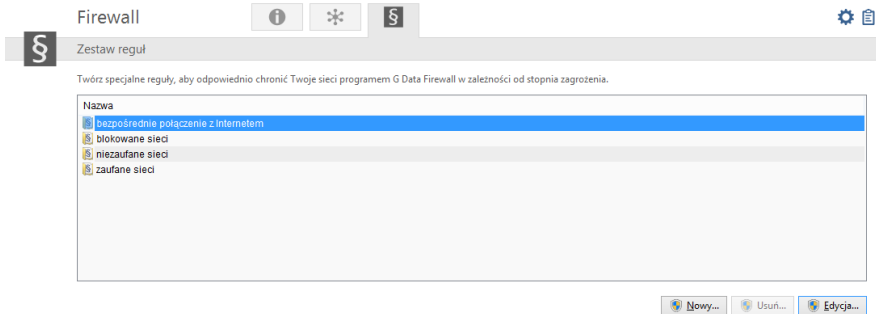 Firewall
§
§
Zestaw reguł
Twórz specjalne reguły, aby odpowiednio chronić Twoje sieci programem G Data Firewall w zależności od stopnia zagrożenia.
Nazwa
bezpośrednie połączenie z Internetem
blokowane sieci
niezaufane sieci
zaufane sieci
Nowy... Usuń... Edycja...